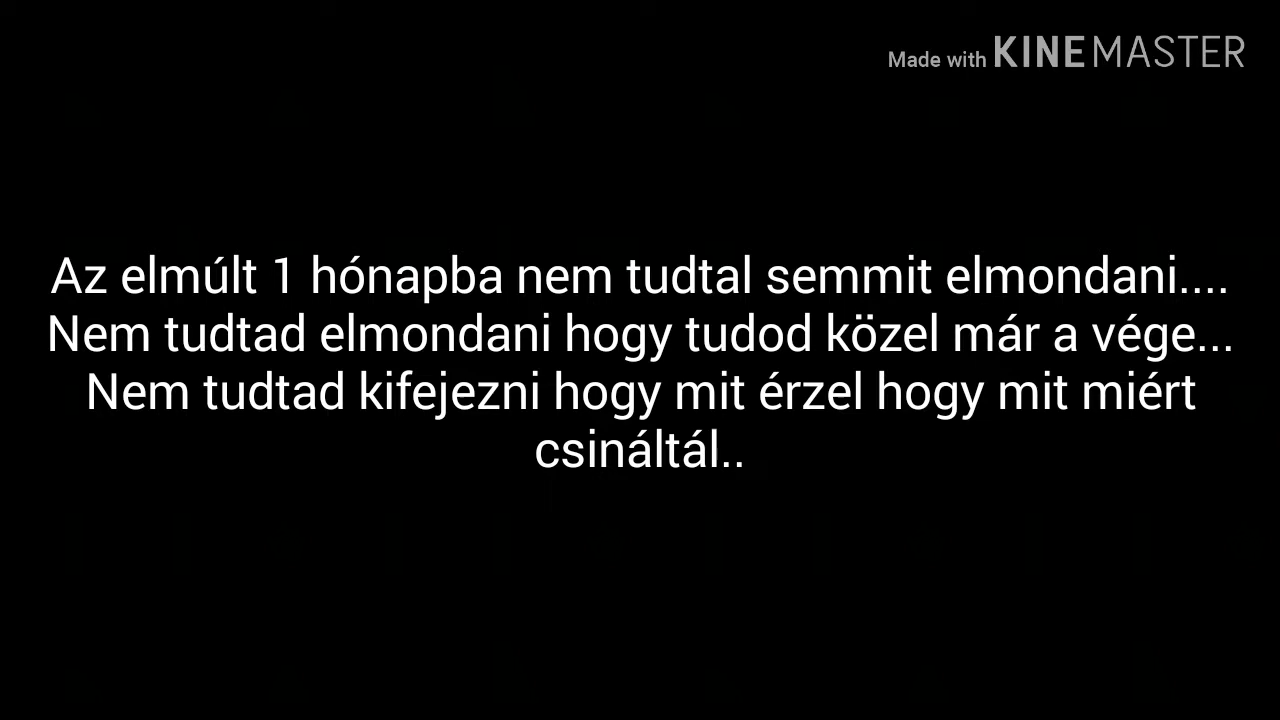 Made with KINEMASTER
Az elmúlt 1 hónapba nem tudtal semmit elmondani....
Nem tudtad elmondani hogy tudod közel már a vége...
Nem tudtad kifejezni hogy mit érzel hogy mit miért
csináltál..